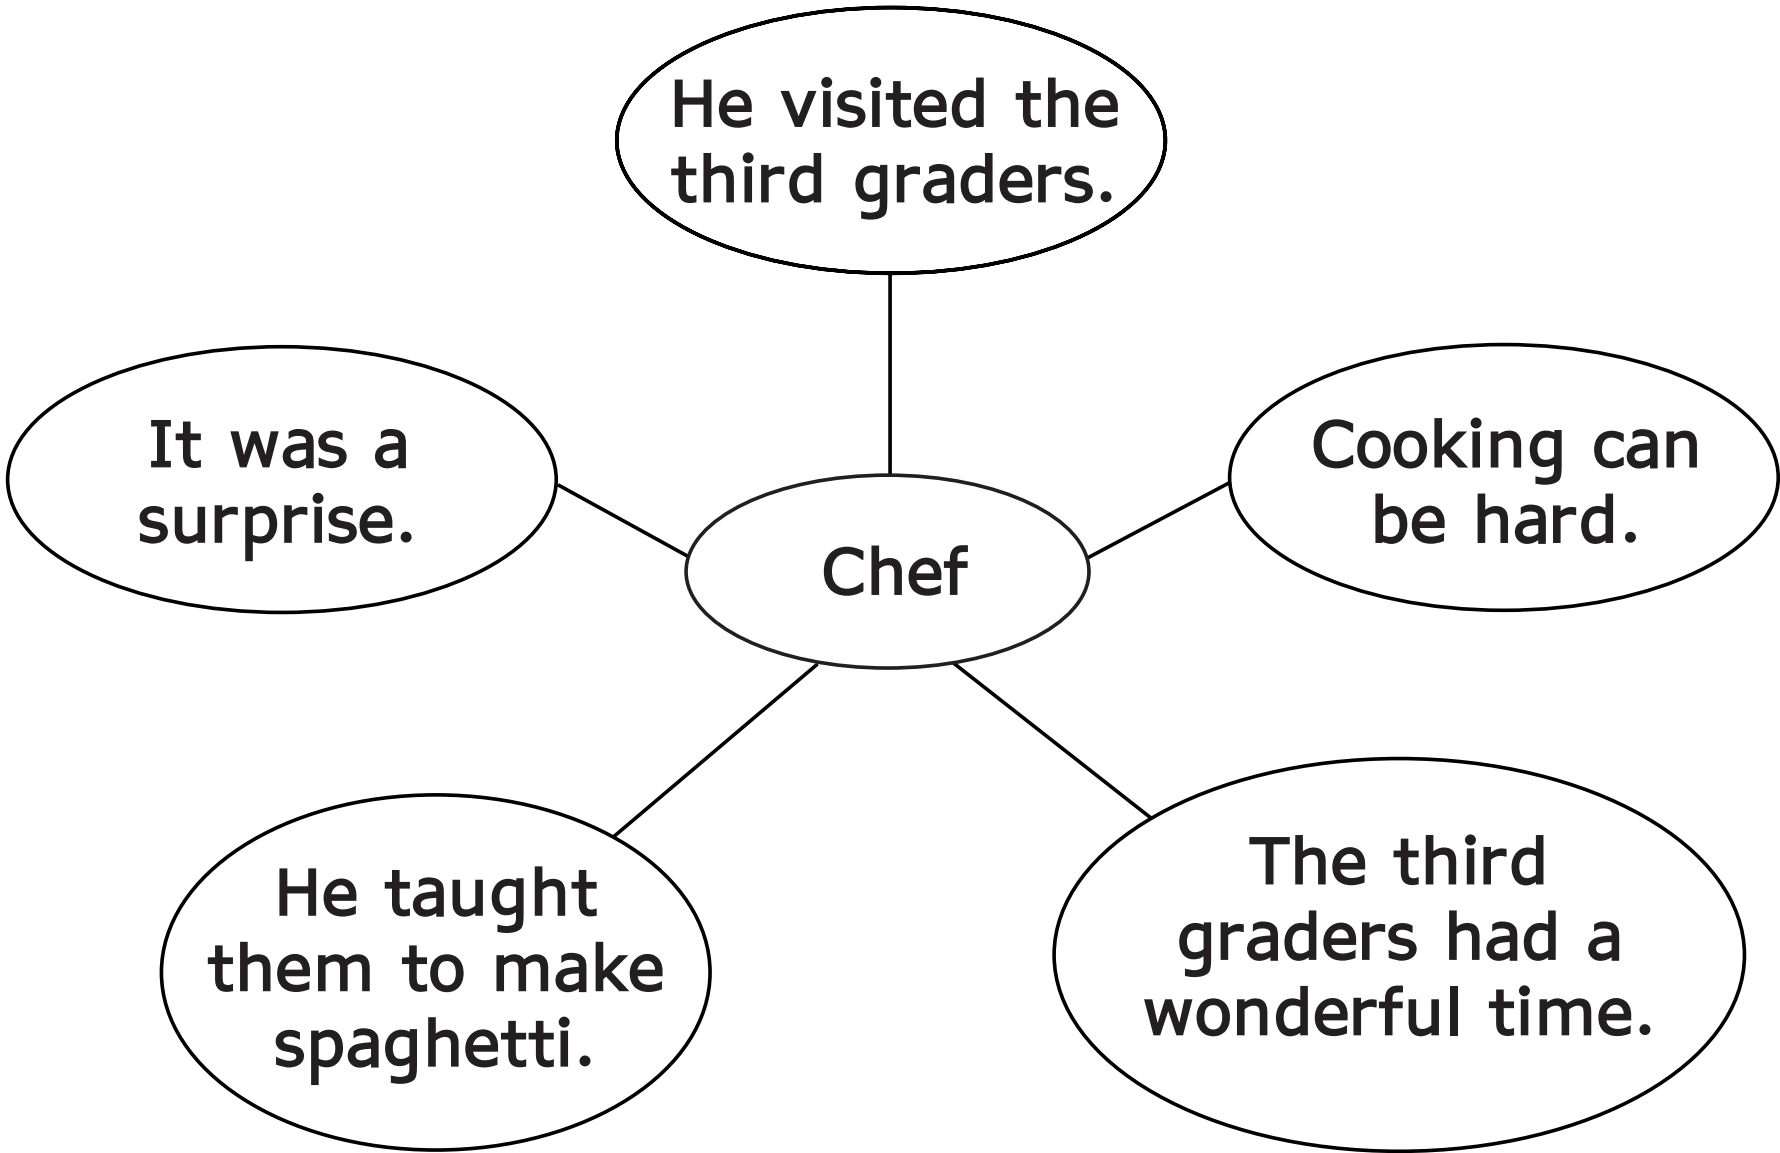 He visited the
third graders.
It was a
surprise.
Cooking can
be hard.
Chef
He taught
them to make
spaghetti.
The third
graders had a
wonderful time.